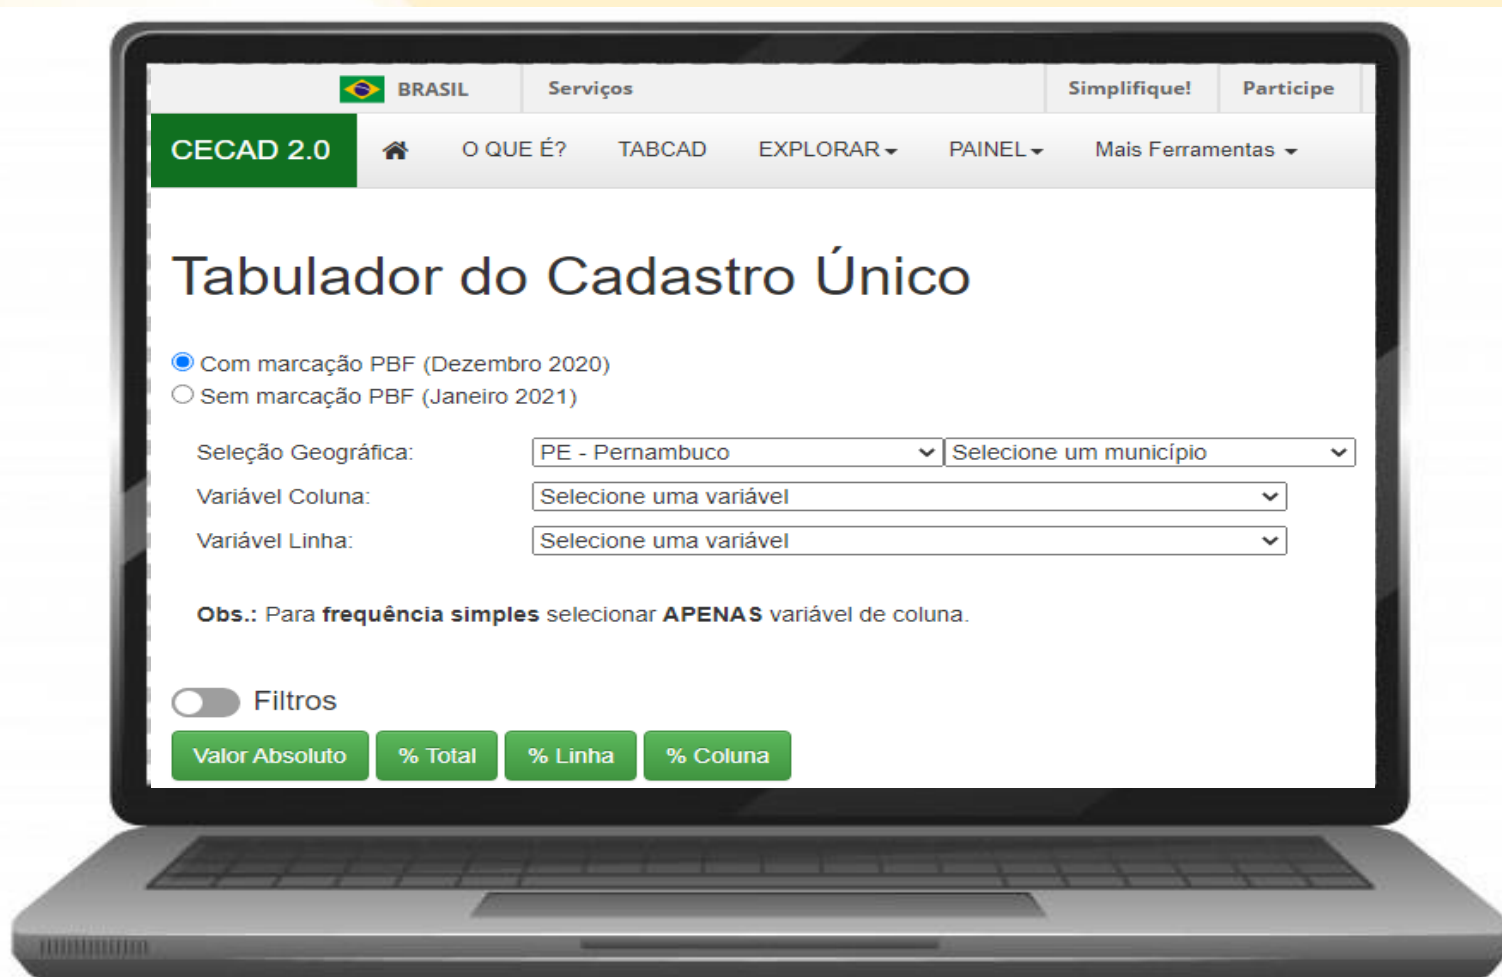 BRASIL Serviços Simplifique! Participe
CECAD 2.0 O QUE É? TABCAD EXPLORAR PAINEL Mais Ferramentas
Tabulador do Cadastro Único
Com marcação PBF (Dezembro 2020)
Sem marcação PBF (Janeiro 2021)
Seleção Geográfica: PE - Pernambuco Selecione um município
Variável Coluna: Selecione uma variável
Variável Linha: Selecione uma variável
Obs.: Para frequência simples selecionar APENAS variável de coluna.
Filtros
Valor Absoluto % Total % Linha % Coluna